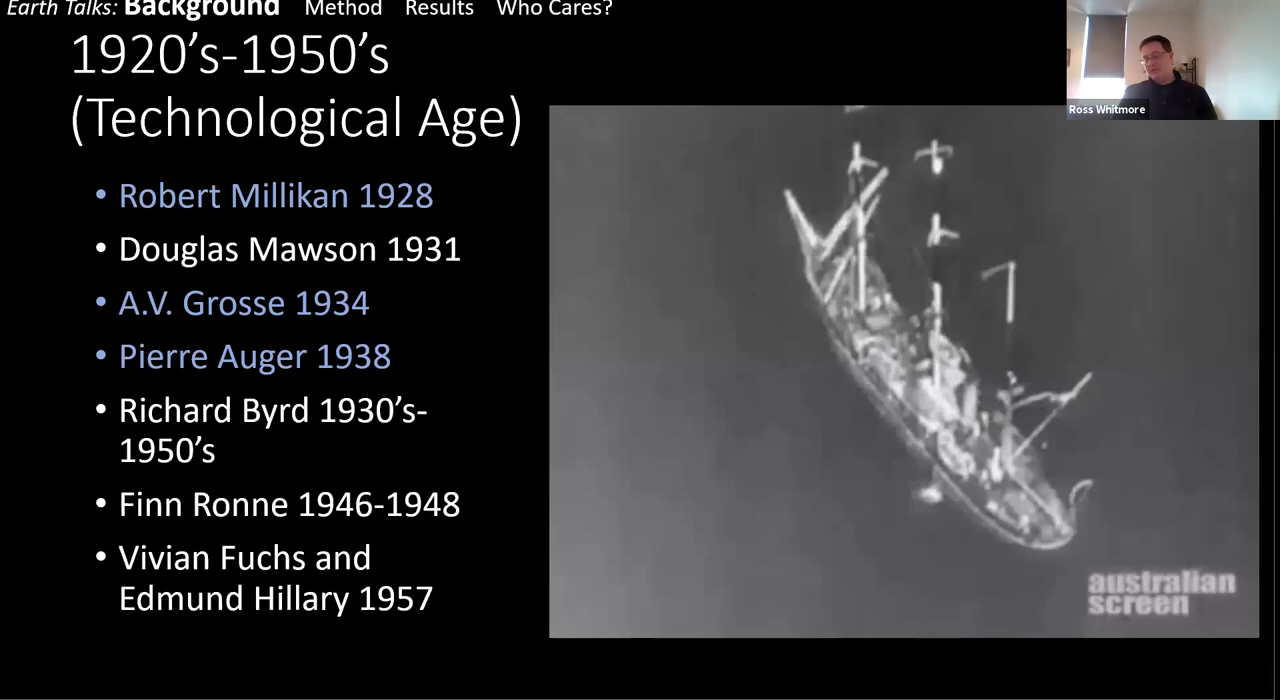 Earth Talks: Background Method Results Who Cares?
1920’s-1950’s
(Technological Age)
• Robert Millikan 1928
• Douglas Mawson 1931
• A.V. Grosse 1934
• Pierre Auger 1938
• Richard Byrd 1930’s-
1950’s
• Finn Ronne 1946-1948
• Vivian Fuchs and
Edmund Hillary 1957
Ross Whitmore
australian
screen